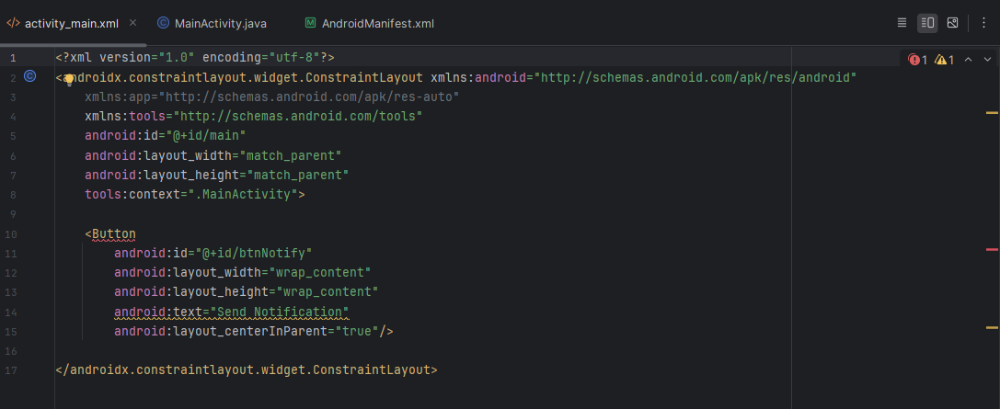 </> activity_main.xml × C MainActivity.java M AndroidManifest.xml
1 <?xml version="1.0" encoding="utf-8"?> 1 1
2 C <androidx.constraintlayout.widget.ConstraintLayout xmlns:android="http://schemas.android.com/apk/res/android"
3 xmlns:app="http://schemas.android.com/apk/res-auto"
4 xmlns:tools="http://schemas.android.com/tools"
5 android:id="@+id/main"
6 android:layout_width="match_parent"
7 android:layout_height="match_parent"
8 tools:context=".MainActivity">
9
10 <Button
11 android:id="@+id/btnNotify"
12 android:layout_width="wrap_content"
13 android:layout_height="wrap_content"
14 android:text="Send Notification"
15 android:layout_centerInParent="true"/>
16
17 </androidx.constraintlayout.widget.ConstraintLayout>